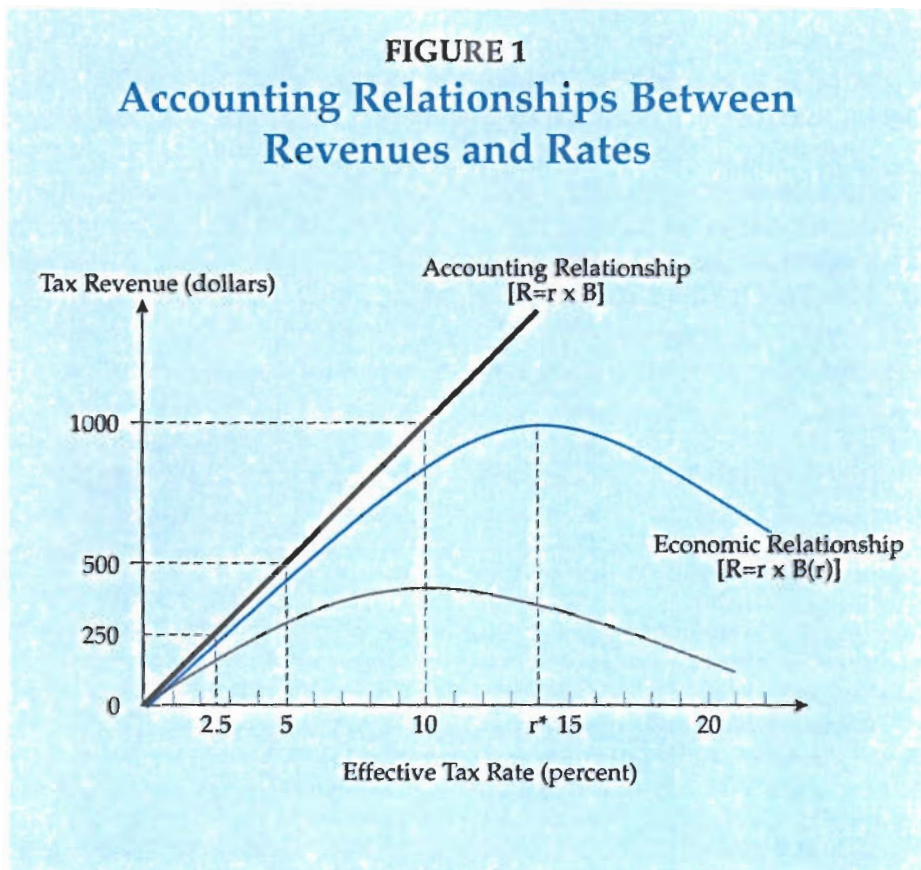 FIGURE 1
Accounting Relationships Between
Revenues and Rates
Tax Revenue (dollars)
Accounting Relationship
[R=r x B]
1000
500
250
0
Economic Relationship
[R=r x B(r)]
2.5 5 10 r* 15 20
Effective Tax Rate (percent)